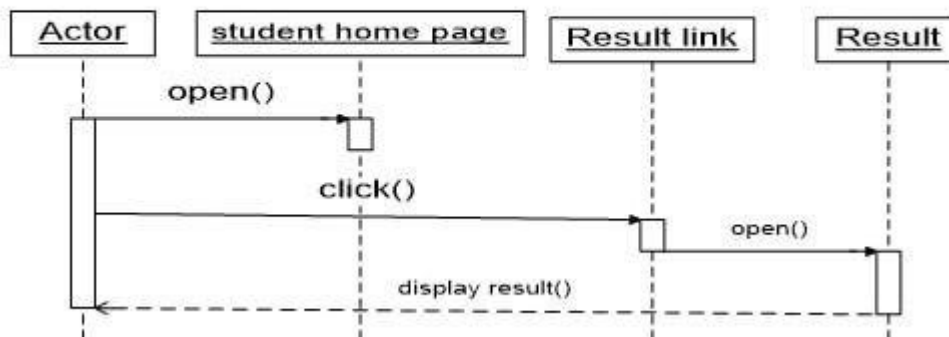 Actor
student home page
Result link
Result
open()
click()
open()
display result()